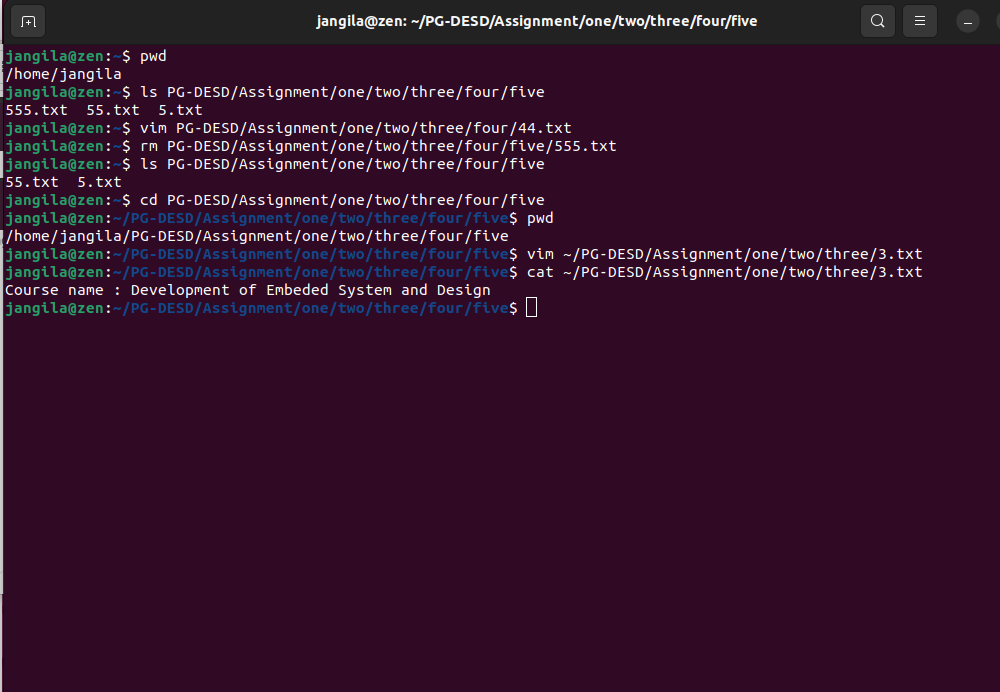 jangila@zen: ~/PG-DESD/Assignment/one/two/three/four/five
jangila@zen:~$ pwd
/home/jangila
jangila@zen:~$ ls PG-DESD/Assignment/one/two/three/four/five
555.txt  55.txt  5.txt
jangila@zen:~$ vim PG-DESD/Assignment/one/two/three/four/44.txt
jangila@zen:~$ rm PG-DESD/Assignment/one/two/three/four/five/555.txt
jangila@zen:~$ ls PG-DESD/Assignment/one/two/three/four/five
55.txt  5.txt
jangila@zen:~$ cd PG-DESD/Assignment/one/two/three/four/five
jangila@zen:~/PG-DESD/Assignment/one/two/three/four/five$ pwd
/home/jangila/PG-DESD/Assignment/one/two/three/four/five
jangila@zen:~/PG-DESD/Assignment/one/two/three/four/five$ vim ~/PG-DESD/Assignment/one/two/three/3.txt
jangila@zen:~/PG-DESD/Assignment/one/two/three/four/five$ cat ~/PG-DESD/Assignment/one/two/three/3.txt
Course name : Development of Embeded System and Design
jangila@zen:~/PG-DESD/Assignment/one/two/three/four/five$